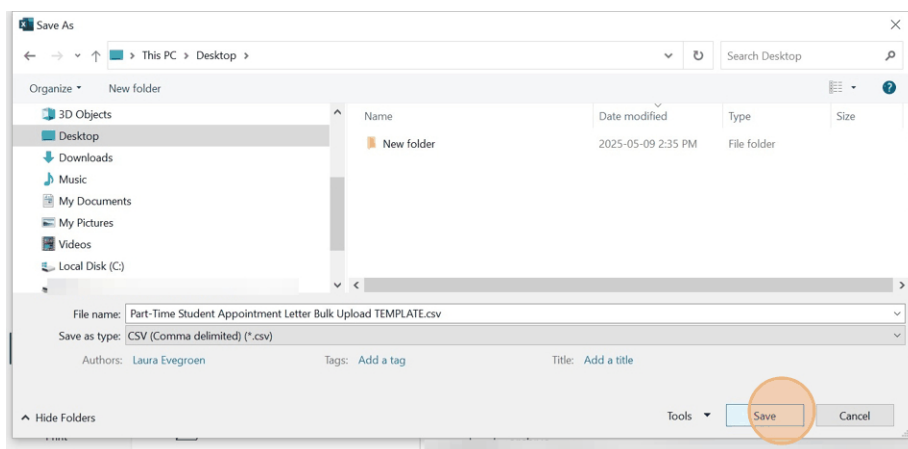 Save As
This PC > Desktop >
Search Desktop
Organize
New folder
3D Objects
Desktop
Downloads
Music
My Documents
My Pictures
Videos
Local Disk (C:)
Name
Date modified
Type
Size
New folder
2025-05-09 2:35 PM
File folder
File name: Part-Time Student Appointment Letter Bulk Upload TEMPLATE.csv
Save as type: CSV (Comma delimited) (*.csv)
Authors: Laura Evegroen
Tags: Add a tag
Title: Add a title
Hide Folders
Tools
Save
Cancel